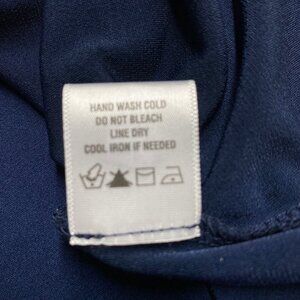 HAND WASH COLD
DO NOT BLEACH
LINE DRY
COOL IRON IF NEEDED